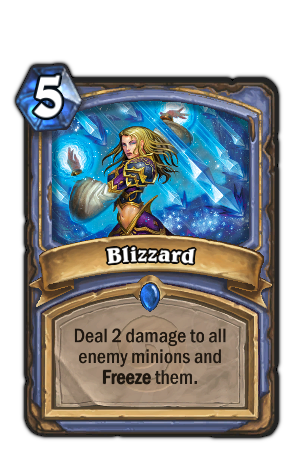 5
Blizzard
Deal 2 damage to all
enemy minions and
Freeze them.